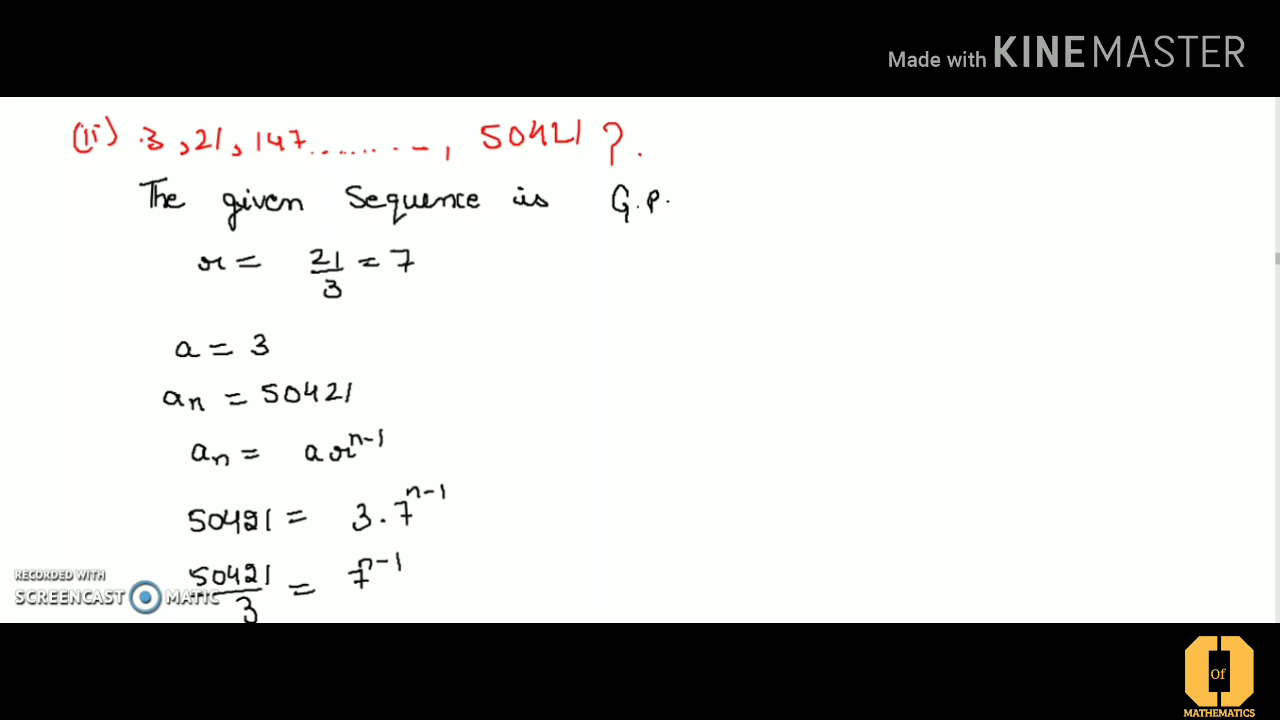 Made with KINEMASTER
(ii) 3, 21, 147........-, 50421 ?.
The given Sequence is G.P.
r = 21/3 = 7
a = 3
an = 50421
an = ar^n-1
50421 = 3.7^n-1
50421/3 = 7^n-1
RECORDED WITH
SCREENCAST MATIC
Of
MATHEMATICS